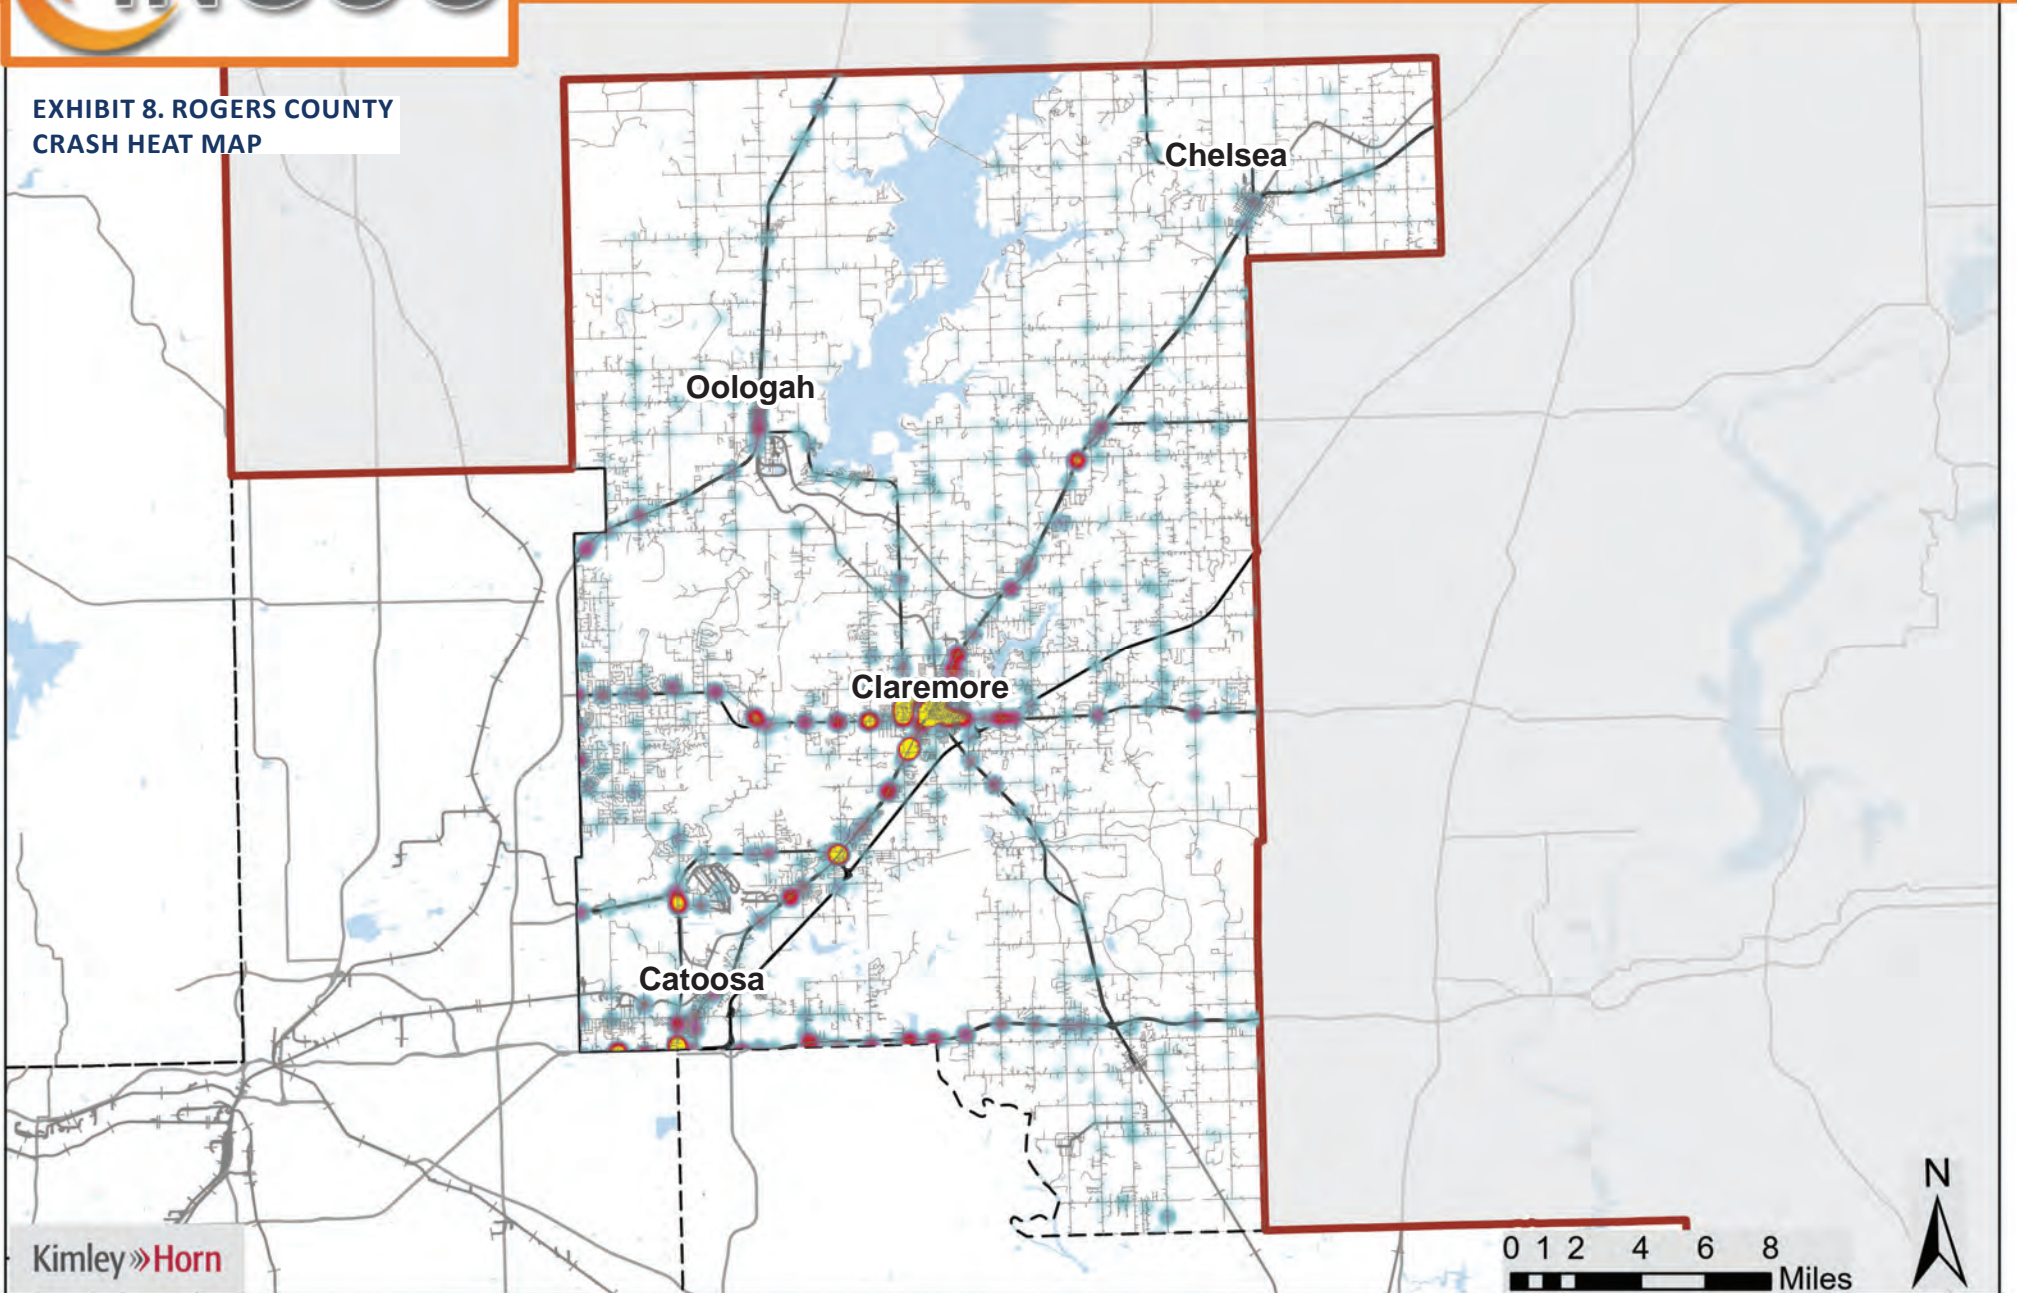 EXHIBIT 8. ROGERS COUNTY
CRASH HEAT MAP
Chelsea
Oologah
Claremore
Catoosa
N
0 1 2 4 6 8
Miles
Kimley»Horn